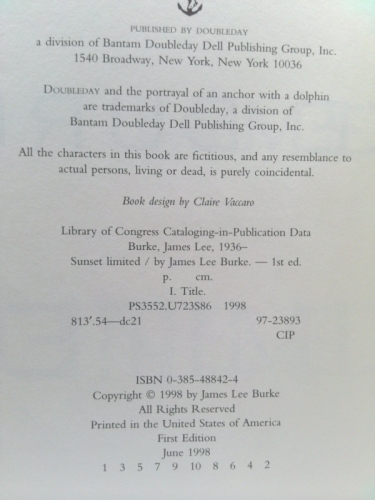 PUBLISHED BY DOUBLEDAY
a division of Bantam Doubleday Dell Publishing Group, Inc.
1540 Broadway, New York, New York 10036
DOUBLEDAY and the portrayal of an anchor with a dolphin
are trademarks of Doubleday, a division of
Bantam Doubleday Dell Publishing Group, Inc.
All the characters in this book are fictitious, and any resemblance to
actual persons, living or dead, is purely coincidental.
Book design by Claire Vaccaro
Library of Congress Cataloging-in-Publication Data
Burke, James Lee, 1936–
Sunset limited / by James Lee Burke. — 1st ed.
p. cm.
I. Title.
PS3552.U723S86 1998
813′.54—dc21 97-23893
CIP
ISBN 0-385-48842-4
Copyright © 1998 by James Lee Burke
All Rights Reserved
Printed in the United States of America
First Edition
June 1998
1 3 5 7 9 10 8 6 4 2